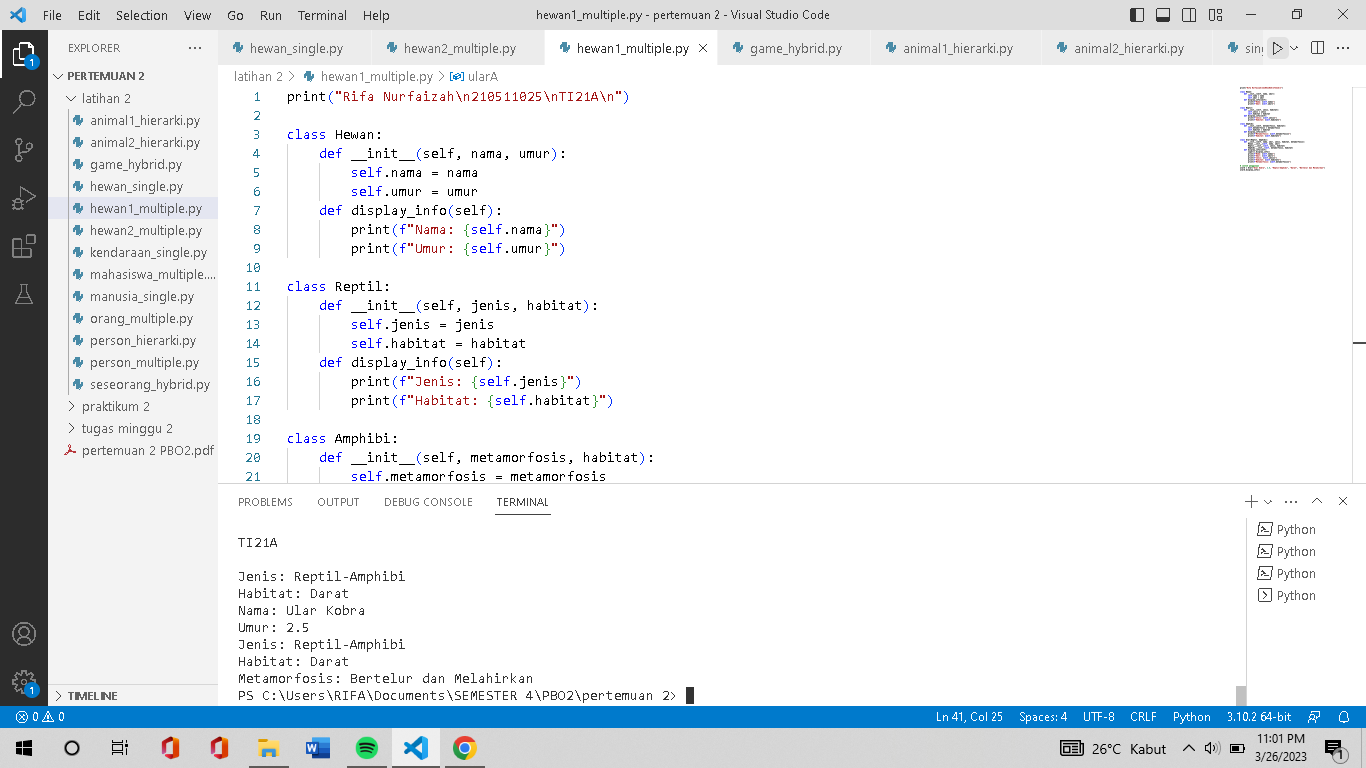 File Edit Selection View Go Run Terminal Help hewan1_multiple.py - pertemuan 2 - Visual Studio Code
EXPLORER
PERTEMUAN 2
latihan 2
animal1_hierarki.py
animal2_hierarki.py
game_hybrid.py
hewan_single.py
hewan1_multiple.py
hewan2_multiple.py
kendaraan_single.py
mahasiswa_multiple....
manusia_single.py
orang_multiple.py
person_hierarki.py
person_multiple.py
seseorang_hybrid.py
praktikum 2
tugas minggu 2
pertemuan 2 PBO2.pdf
TIMELINE
1
1
hewan_single.py hewan2_multiple.py hewan1_multiple.py game_hybrid.py animal1_hierarki.py animal2_hierarki.py
latihan 2 > hewan1_multiple.py > ularA
1 print("Rifa Nurfaizah\n210511025\nTI21A\n")
2
3 class Hewan:
4 def __init__(self, nama, umur):
5 self.nama = nama
6 self.umur = umur
7 def display_info(self):
8 print(f"Nama: {self.nama}")
9 print(f"Umur: {self.umur}")
10
11 class Reptil:
12 def __init__(self, jenis, habitat):
13 self.jenis = jenis
14 self.habitat = habitat
15 def display_info(self):
16 print(f"Jenis: {self.jenis}")
17 print(f"Habitat: {self.habitat}")
18
19 class Amphibi:
20 def __init__(self, metamorfosis, habitat):
21 self.metamorfosis = metamorfosis
PROBLEMS OUTPUT DEBUG CONSOLE TERMINAL
TI21A
Jenis: Reptil-Amphibi
Habitat: Darat
Nama: Ular Kobra
Umur: 2.5
Jenis: Reptil-Amphibi
Habitat: Darat
Metamorfosis: Bertelur dan Melahirkan
PS C:\Users\RIFA\Documents\SEMESTER 4\PBO2\pertemuan 2>
Python
Python
Python
Python
0 0 Ln 41, Col 25 Spaces: 4 UTF-8 CRLF Python 3.10.2 64-bit
26°C Kabut 11:01 PM
3/26/2023
1